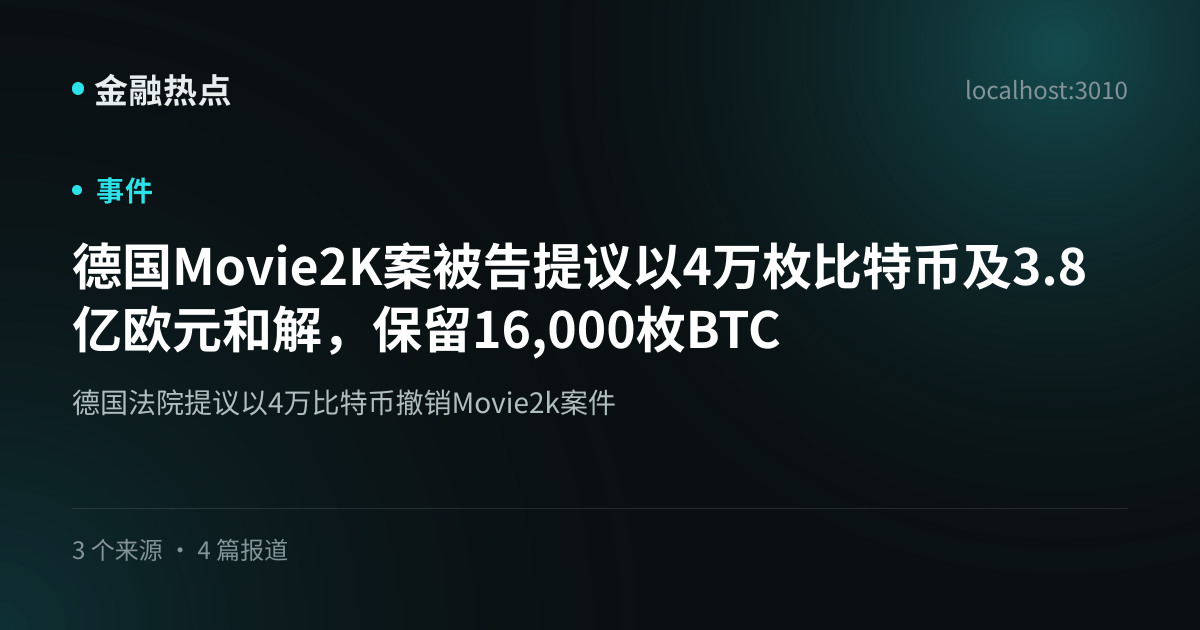 金融热点
localhost:3010
事件
德国Movie2K案被告提议以4万枚比特币及3.8
亿欧元和解，保留16,000枚BTC
德国法院提议以4万比特币撤销Movie2k案件
3 个来源 · 4 篇报道